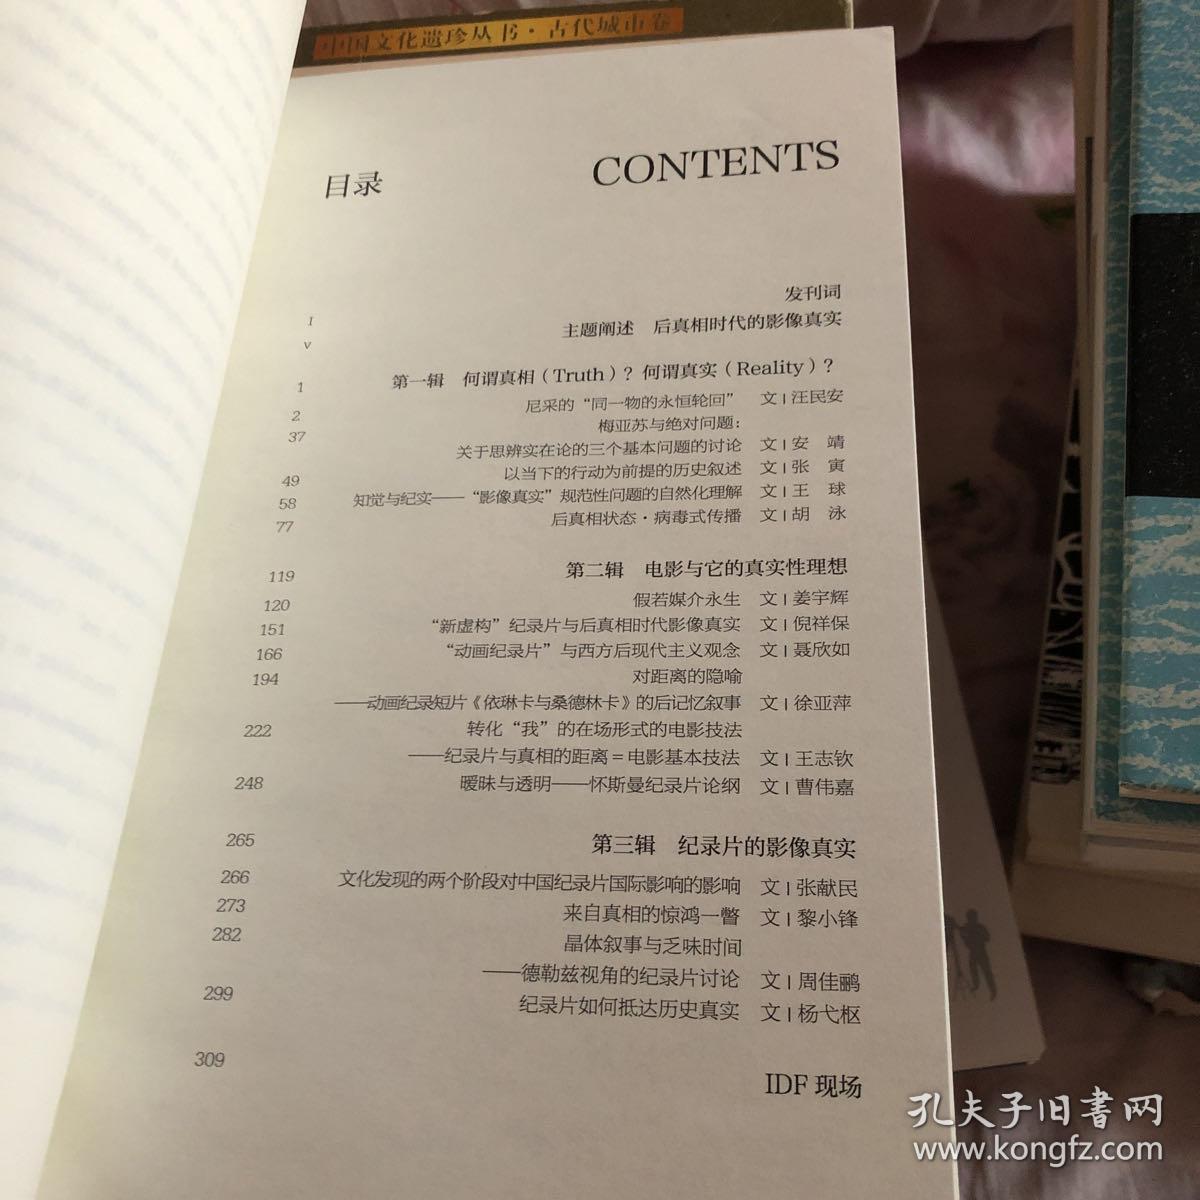 中国文化遗珍丛书·古代城市卷
目录 CONTENTS
I 发刊词
v 主题阐述 后真相时代的影像真实
1 第一辑 何谓真相（Truth）？何谓真实（Reality）？
2 尼采的“同一物的永恒轮回” 文|汪民安
37 梅亚苏与绝对问题：
关于思辨实在论的三个基本问题的讨论 文|安 靖
49 以当下的行动为前提的历史叙述 文|张 寅
58 知觉与纪实——“影像真实”规范性问题的自然化理解 文|王 球
77 后真相状态·病毒式传播 文|胡 泳
119 第二辑 电影与它的真实性理想
120 假若媒介永生 文|姜宇辉
151 “新虚构”纪录片与后真相时代影像真实 文|倪祥保
166 “动画纪录片”与西方后现代主义观念 文|聂欣如
194 对距离的隐喻
——动画纪录短片《依琳卡与桑德林卡》的后记忆叙事 文|徐亚萍
222 转化“我”的在场形式的电影技法
——纪录片与真相的距离=电影基本技法 文|王志钦
248 暧昧与透明——怀斯曼纪录片论纲 文|曹伟嘉
265 第三辑 纪录片的影像真实
266 文化发现的两个阶段对中国纪录片国际影响的影响 文|张献民
273 来自真相的惊鸿一瞥 文|黎小锋
282 晶体叙事与乏味时间
——德勒兹视角的纪录片讨论 文|周佳鹂
299 纪录片如何抵达历史真实 文|杨弋枢
309 IDF 现场
孔夫子旧书网
www.kongfz.com